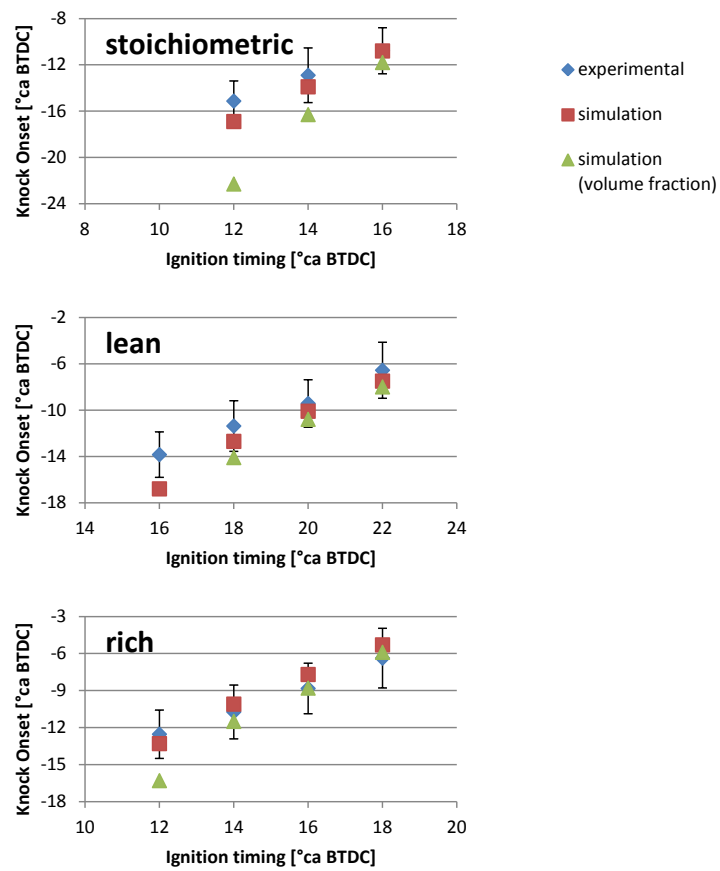 stoichiometric
Knock Onset [°ca BTDC]
-8
-12
-16
-20
-24
8 10 12 14 16 18
Ignition timing [°ca BTDC]
experimental
simulation
simulation
(volume fraction)
lean
Knock Onset [°ca BTDC]
-2
-6
-10
-14
-18
14 16 18 20 22 24
Ignition timing [°ca BTDC]
rich
Knock Onset [°ca BTDC]
-3
-6
-9
-12
-15
-18
10 12 14 16 18 20
Ignition timing [°ca BTDC]